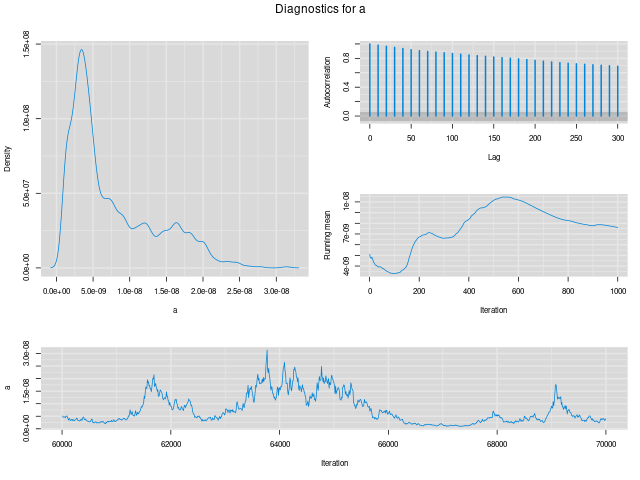 Diagnostics for a
Density
0.0e+00 5.0e+07 1.0e+08 1.5e+08
0.0e+00 5.0e-09 1.0e-08 1.5e-08 2.0e-08 2.5e-08 3.0e-08
a
Autocorrelation
0.0 0.4 0.8
0 50 100 150 200 250 300
Lag
Running mean
4e-09 7e-09 1e-08
0 200 400 600 800 1000
Iteration
a
0.0e+00 1.5e-08 3.0e-08
60000 62000 64000 66000 68000 70000
Iteration